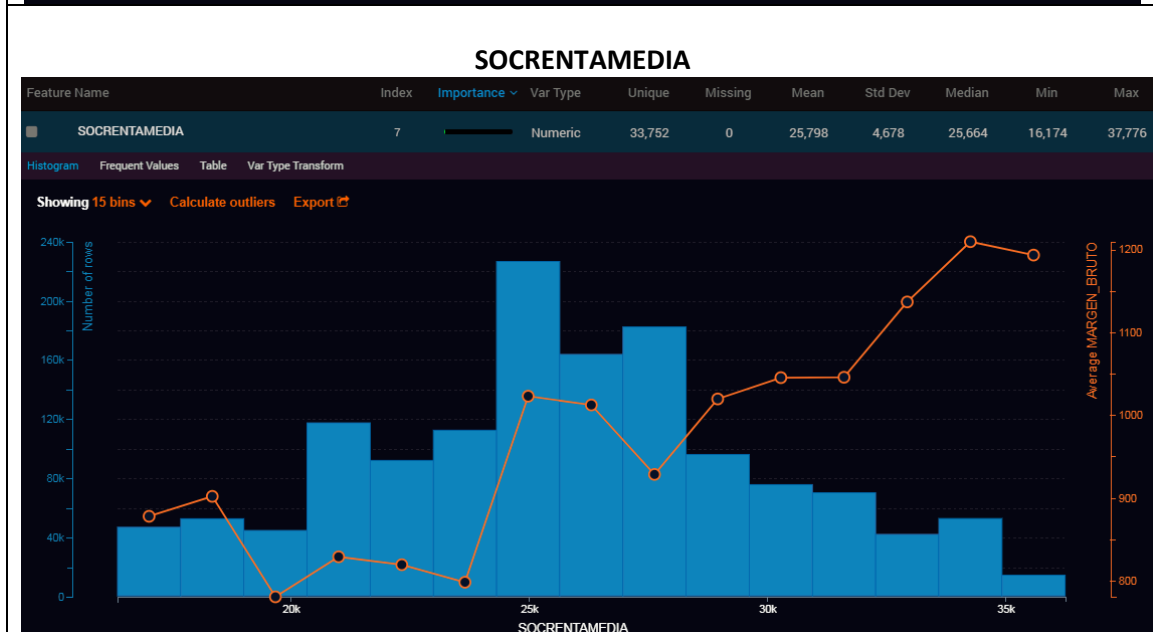 SOCRENTAMEDIA
Feature Name Index Importance Var Type Unique Missing Mean Std Dev Median Min Max
SOCRENTAMEDIA 7 Numeric 33,752 0 25,798 4,678 25,664 16,174 37,776
Histogram Frequent Values Table Var Type Transform
Showing 15 bins Calculate outliers Export
240k
200k
160k
120k
80k
40k
0
Number of rows
1200
1100
1000
900
800
Average MARGEN_BRUTO
20k 25k 30k 35k
SOCRENTAMEDIA